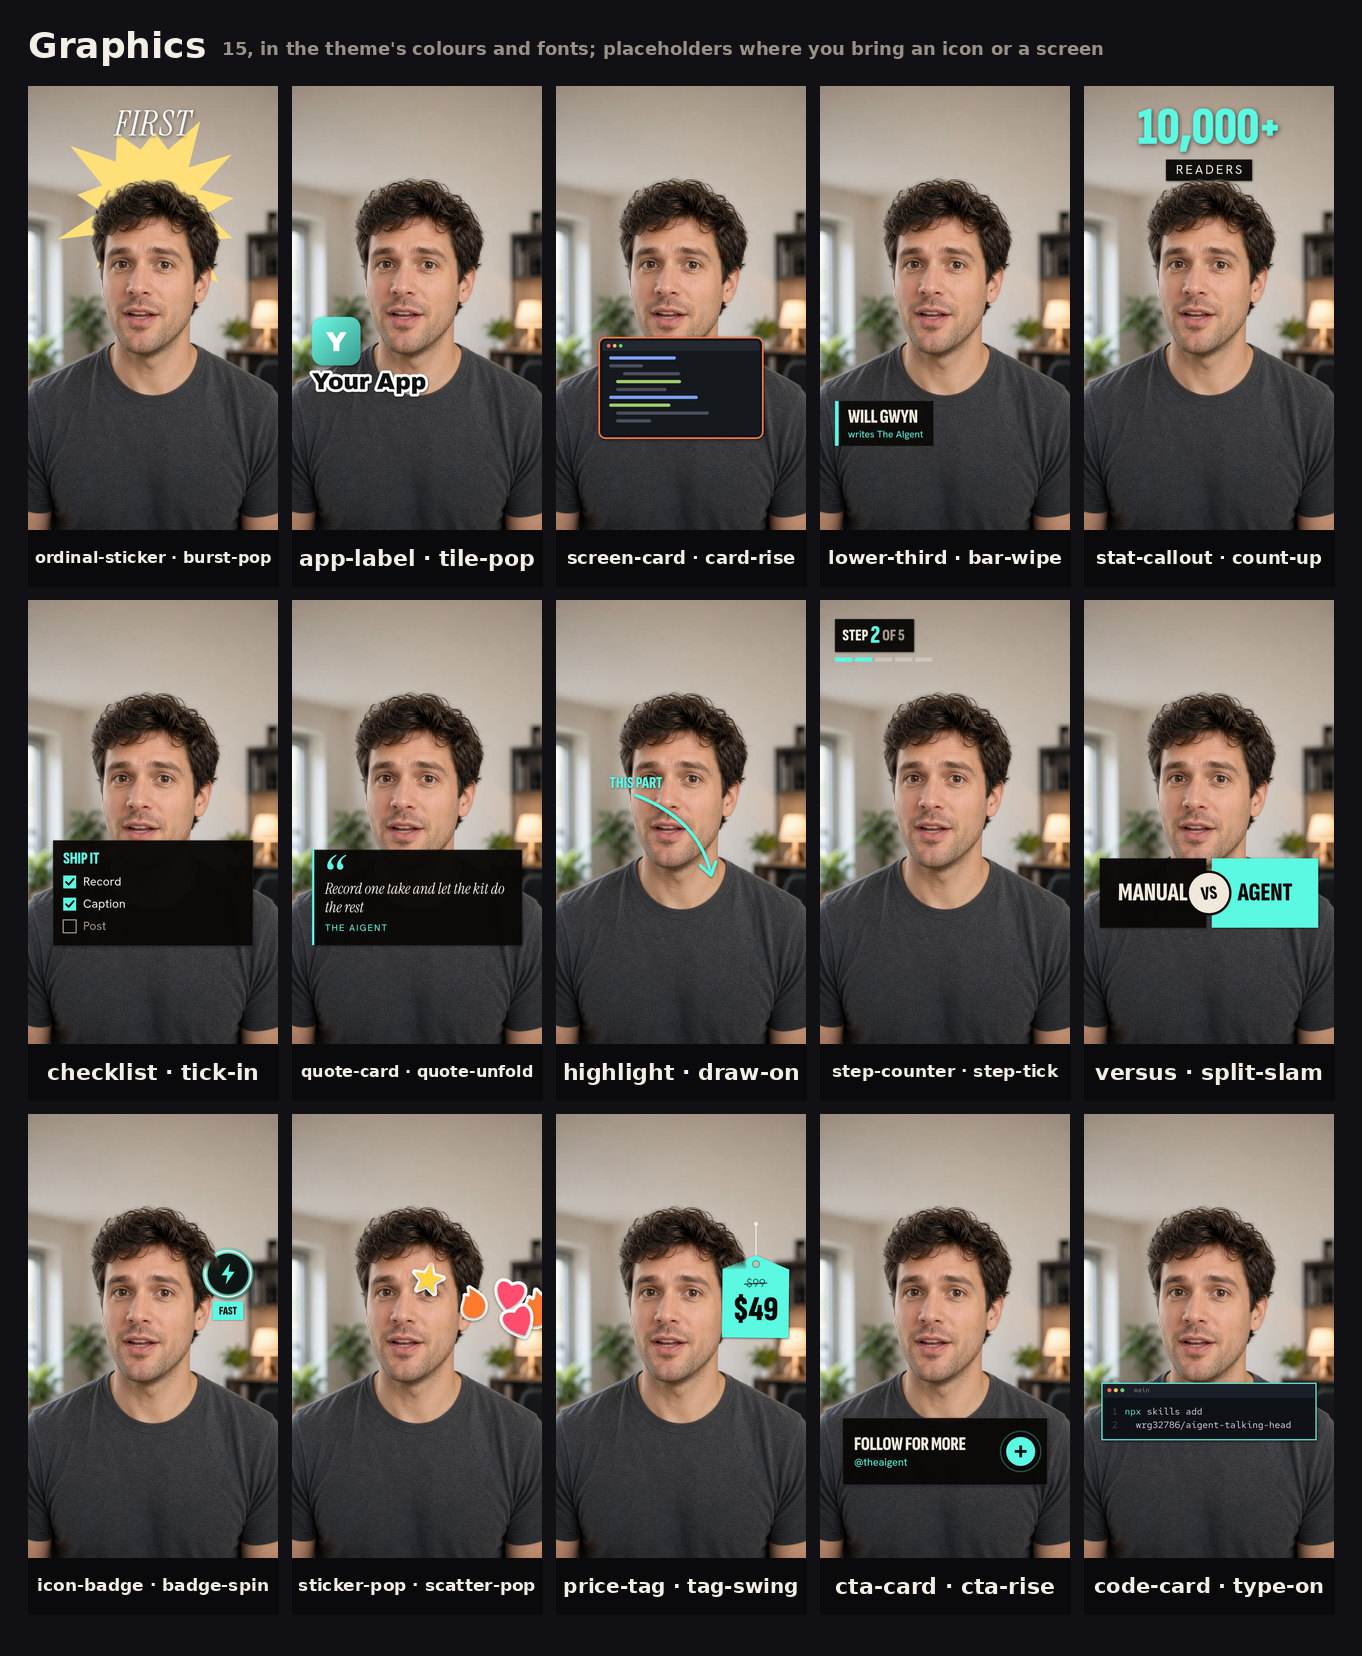 Graphics 15, in the theme's colours and fonts; placeholders where you bring an icon or a screen
FIRST
ordinal-sticker · burst-pop
Y
Your App
app-label · tile-pop
screen-card · card-rise
WILL GWYN
writes The AIgent
lower-third · bar-wipe
10,000+
READERS
stat-callout · count-up
SHIP IT
Record
Caption
Post
checklist · tick-in
“
Record one take and let the kit do
the rest
THE AIGENT
quote-card · quote-unfold
THIS PART
highlight · draw-on
STEP 2 OF 5
step-counter · step-tick
MANUAL VS AGENT
versus · split-slam
FAST
icon-badge · badge-spin
sticker-pop · scatter-pop
$99
$49
price-tag · tag-swing
FOLLOW FOR MORE
@theaigent
+
cta-card · cta-rise
main
1 npx skills add
2 wrg32786/aigent-talking-head
code-card · type-on